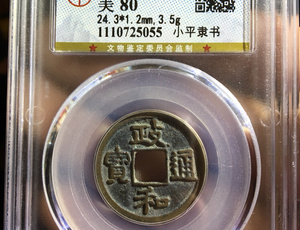 美 80
24.3*1.2mm,3.5g
1110725055 小平隶书
文物鉴定委员会监制
政
寳 通
和